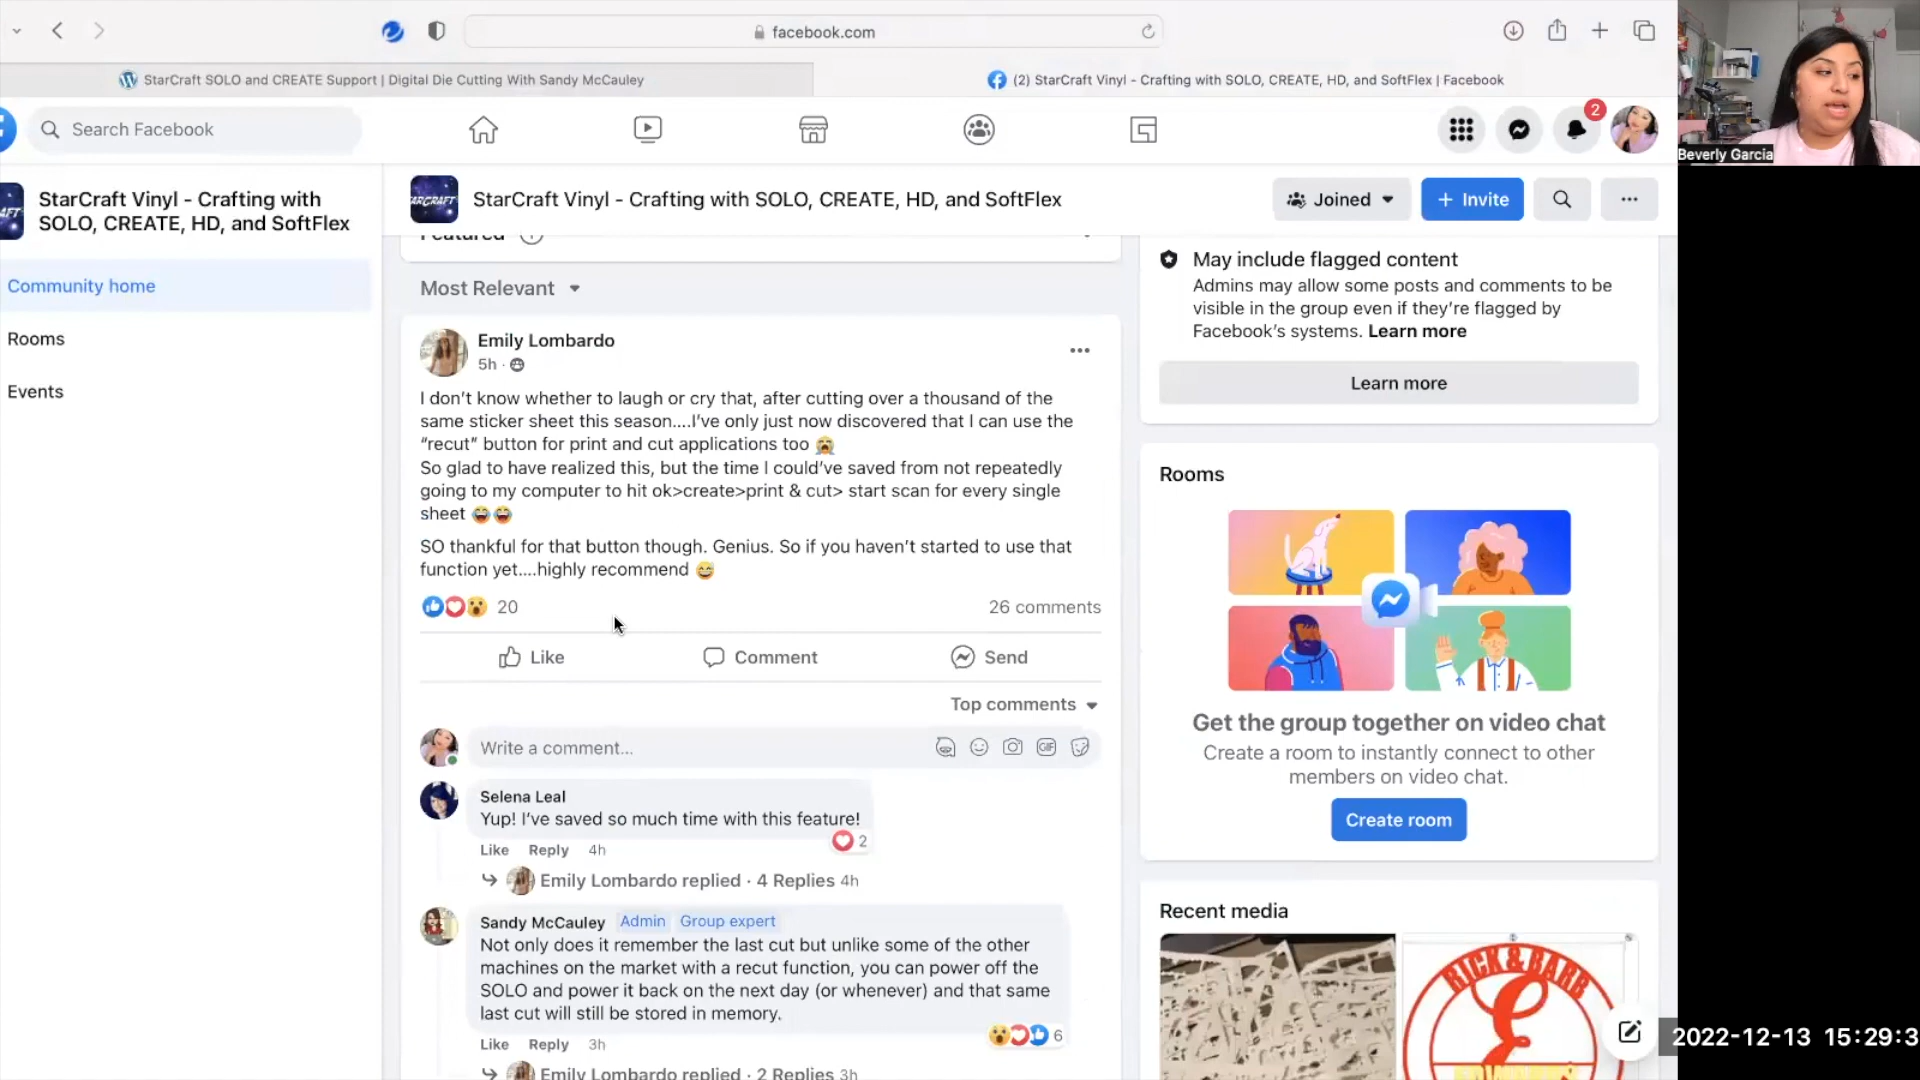 facebook.com
StarCraft SOLO and CREATE Support | Digital Die Cutting With Sandy McCauley
(2) StarCraft Vinyl - Crafting with SOLO, CREATE, HD, and SoftFlex | Facebook
Search Facebook
2
Beverly Garcia
StarCraft Vinyl - Crafting with
SOLO, CREATE, HD, and SoftFlex
Community home
Rooms
Events
StarCraft Vinyl - Crafting with SOLO, CREATE, HD, and SoftFlex
Joined
+ Invite
Featured
Most Relevant
Emily Lombardo
5h ·
I don't know whether to laugh or cry that, after cutting over a thousand of the
same sticker sheet this season....I've only just now discovered that I can use the
“recut” button for print and cut applications too 😭
So glad to have realized this, but the time I could've saved from not repeatedly
going to my computer to hit ok>create>print & cut> start scan for every single
sheet 😂😂
SO thankful for that button though. Genius. So if you haven't started to use that
function yet....highly recommend 😅
20
26 comments
Like
Comment
Send
Top comments
Write a comment...
GIF
Selena Leal
Yup! I've saved so much time with this feature!
2
Like Reply 4h
Emily Lombardo replied · 4 Replies 4h
Sandy McCauley Admin Group expert
Not only does it remember the last cut but unlike some of the other
machines on the market with a recut function, you can power off the
SOLO and power it back on the next day (or whenever) and that same
last cut will still be stored in memory.
6
Like Reply 3h
Emily Lombardo replied · 2 Replies 3h
May include flagged content
Admins may allow some posts and comments to be
visible in the group even if they're flagged by
Facebook's systems. Learn more
Learn more
Rooms
Get the group together on video chat
Create a room to instantly connect to other
members on video chat.
Create room
Recent media
RICK & BARB
E
2022-12-13 15:29:3